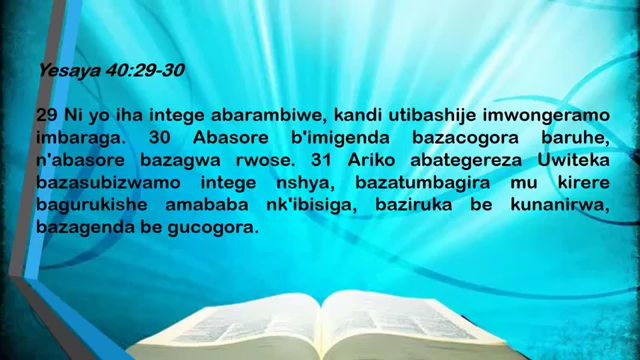 Yesaya 40:29-30
29 Ni yo iha intege abarambiwe, kandi utibashije imwongeramo
imbaraga. 30 Abasore b'imigenda bazacogora baruhe,
n'abasore bazagwa rwose. 31 Ariko abategereza Uwiteka
bazasubizwamo intege nshya, bazatumbagira mu kirere
bagurukishe amababa nk'ibisiga, baziruka be kunanirwa,
bazagenda be gucogora.